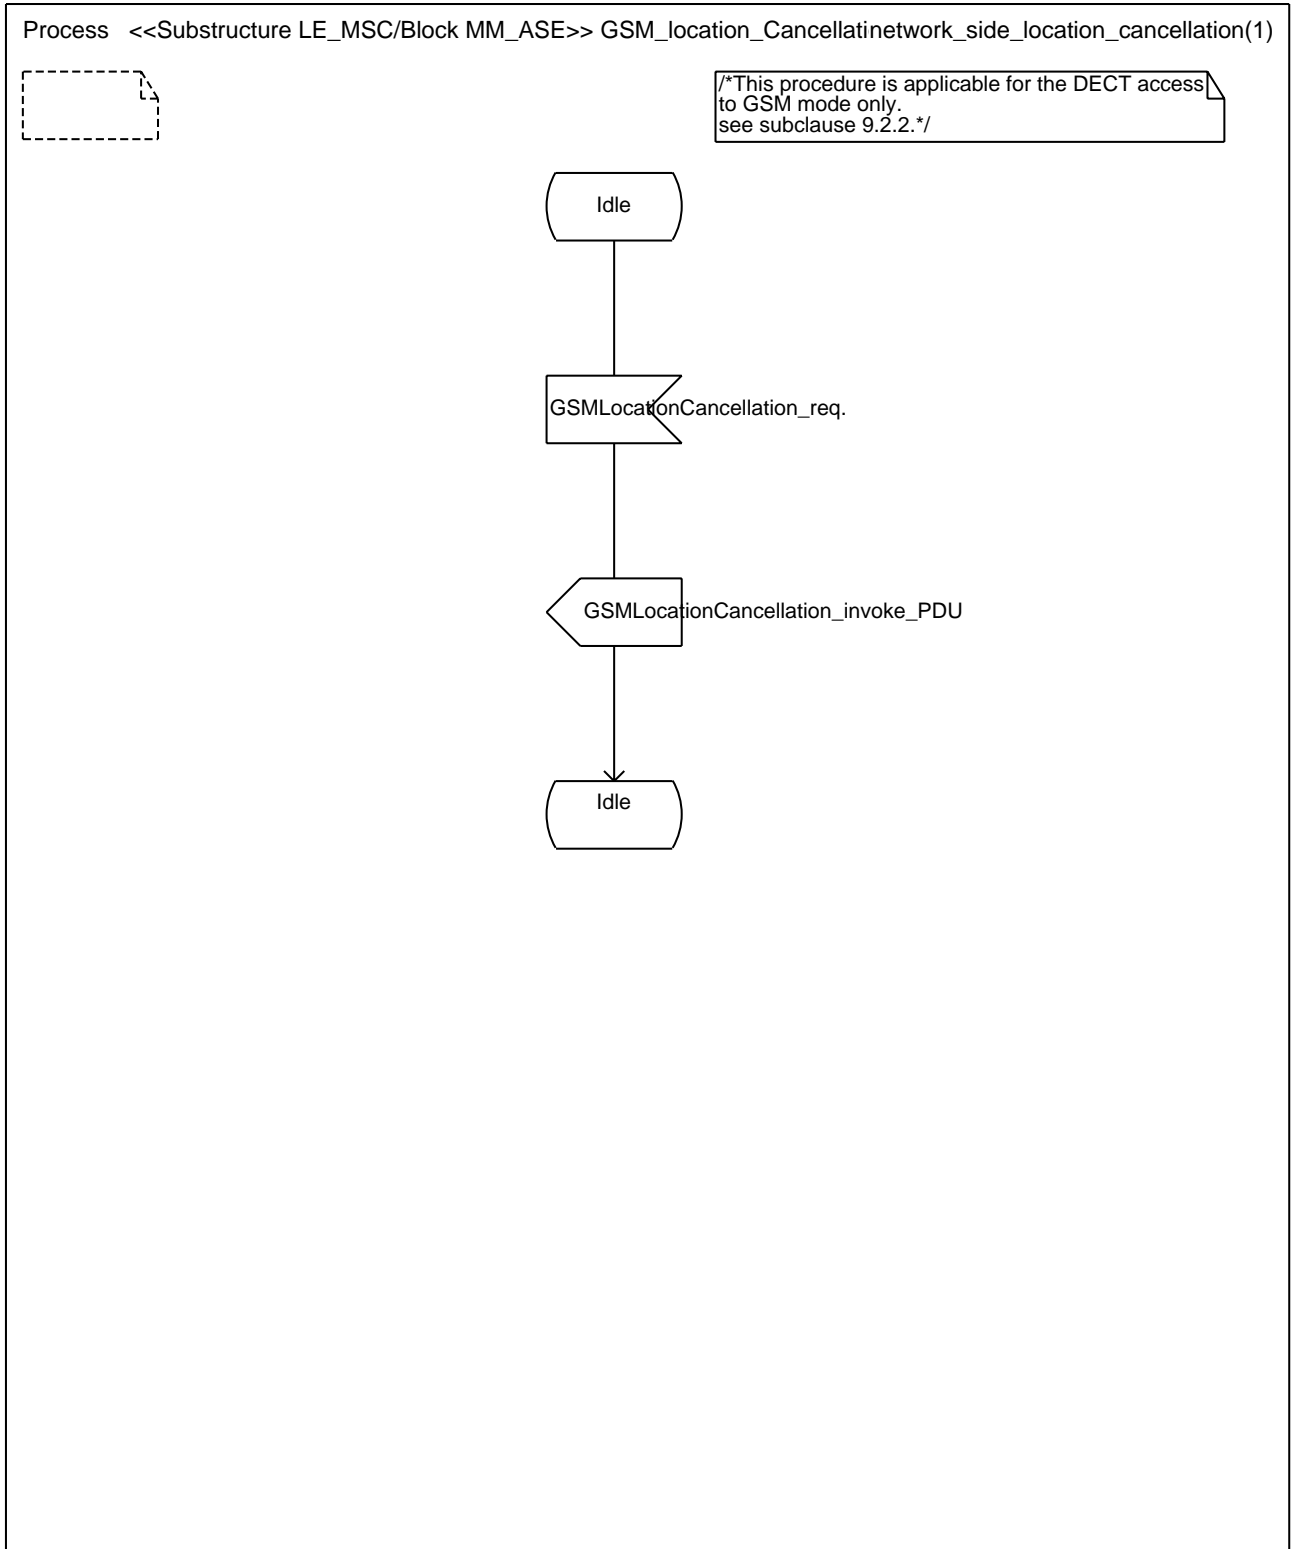 Process <<Substructure LE_MSC/Block MM_ASE>> GSM_location_Cancellatinetwork_side_location_cancellation(1)
/*This procedure is applicable for the DECT access
to GSM mode only.
see subclause 9.2.2.*/
Idle
GSMLocationCancellation_req.
GSMLocationCancellation_invoke_PDU
Idle